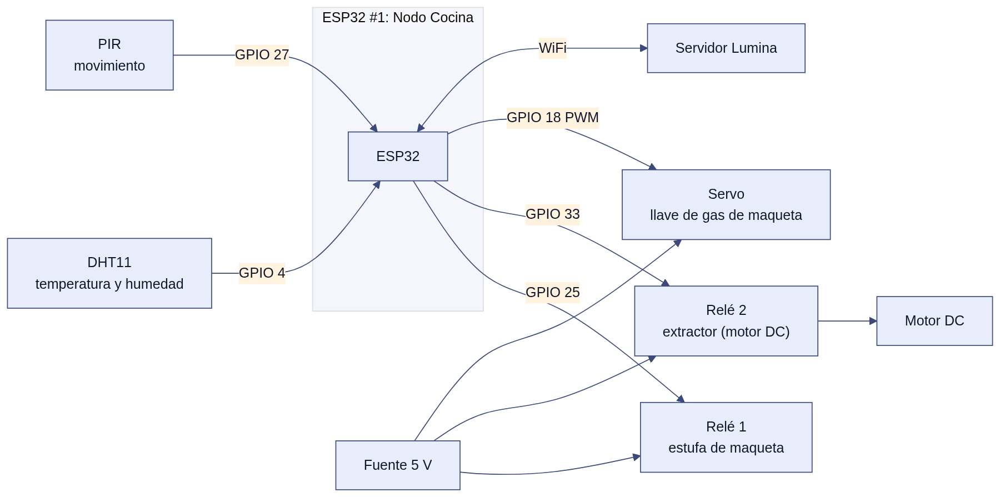 ESP32 #1: Nodo Cocina
PIR
movimiento
GPIO 27
WiFi
Servidor Lumina
GPIO 18 PWM
ESP32
Servo
llave de gas de maqueta
GPIO 33
DHT11
temperatura y humedad
GPIO 4
GPIO 25
Relé 2
extractor (motor DC)
Motor DC
Relé 1
estufa de maqueta
Fuente 5 V